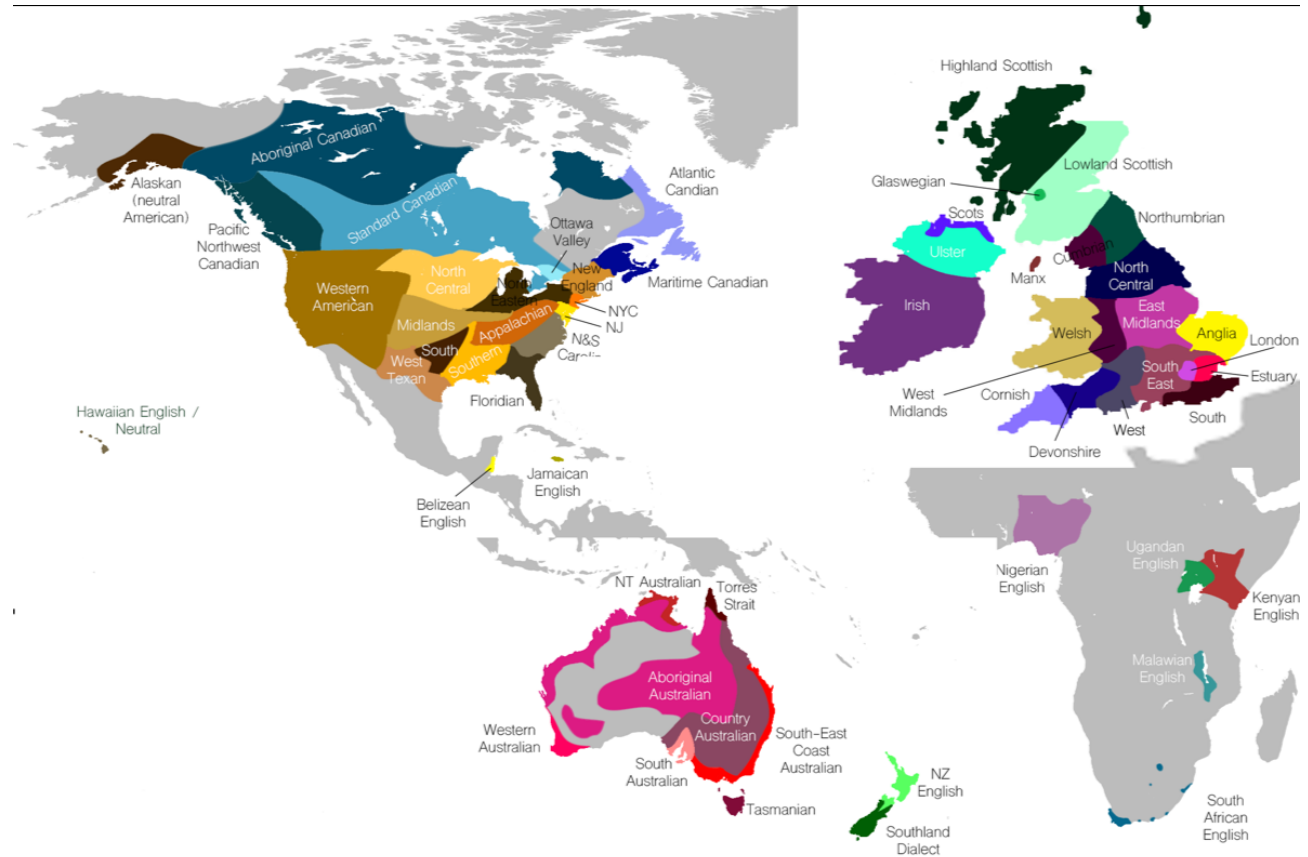 Aboriginal Canadian
Alaskan
(neutral
American)
Pacific
Northwest
Canadian
Standard Canadian
Atlantic
Candian
Ottawa
Valley
Maritime Canadian
Western
American
North
Central
North
Eastern
New
England
NYC
NJ
Midlands
Appalachian
N&S
West
Texan
South
Southern
Floridian
Hawaiian English /
Neutral
Belizean
English
Jamaican
English
Highland Scottish
Lowland Scottish
Glaswegian
Scots
Ulster
Northumbrian
Cumbrian
Manx
Irish
North
Central
East
Midlands
Welsh
Anglia
London
Estuary
South
East
West
Midlands
Cornish
Devonshire
West
South
Nigerian
English
Ugandan
English
Kenyan
English
Malawian
English
South
African
English
NT Australian
Torres
Strait
Aboriginal
Australian
Country
Australian
Western
Australian
South
Australian
South-East
Coast
Australian
Tasmanian
NZ
English
Southland
Dialect